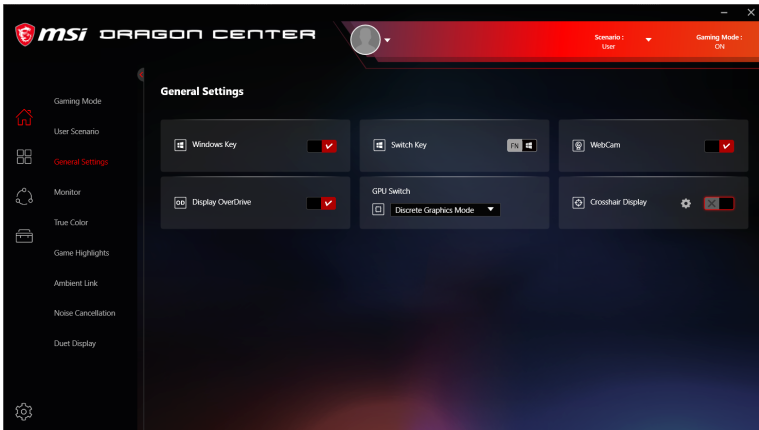 msi DRAGON CENTER
Scenario :
User
Gaming Mode :
ON
General Settings
Gaming Mode
User Scenario
General Settings
Monitor
True Color
Game Highlights
Ambient Link
Noise Cancellation
Duet Display
Windows Key
Switch Key
FN
WebCam
OD
Display OverDrive
GPU Switch
Discrete Graphics Mode
Crosshair Display